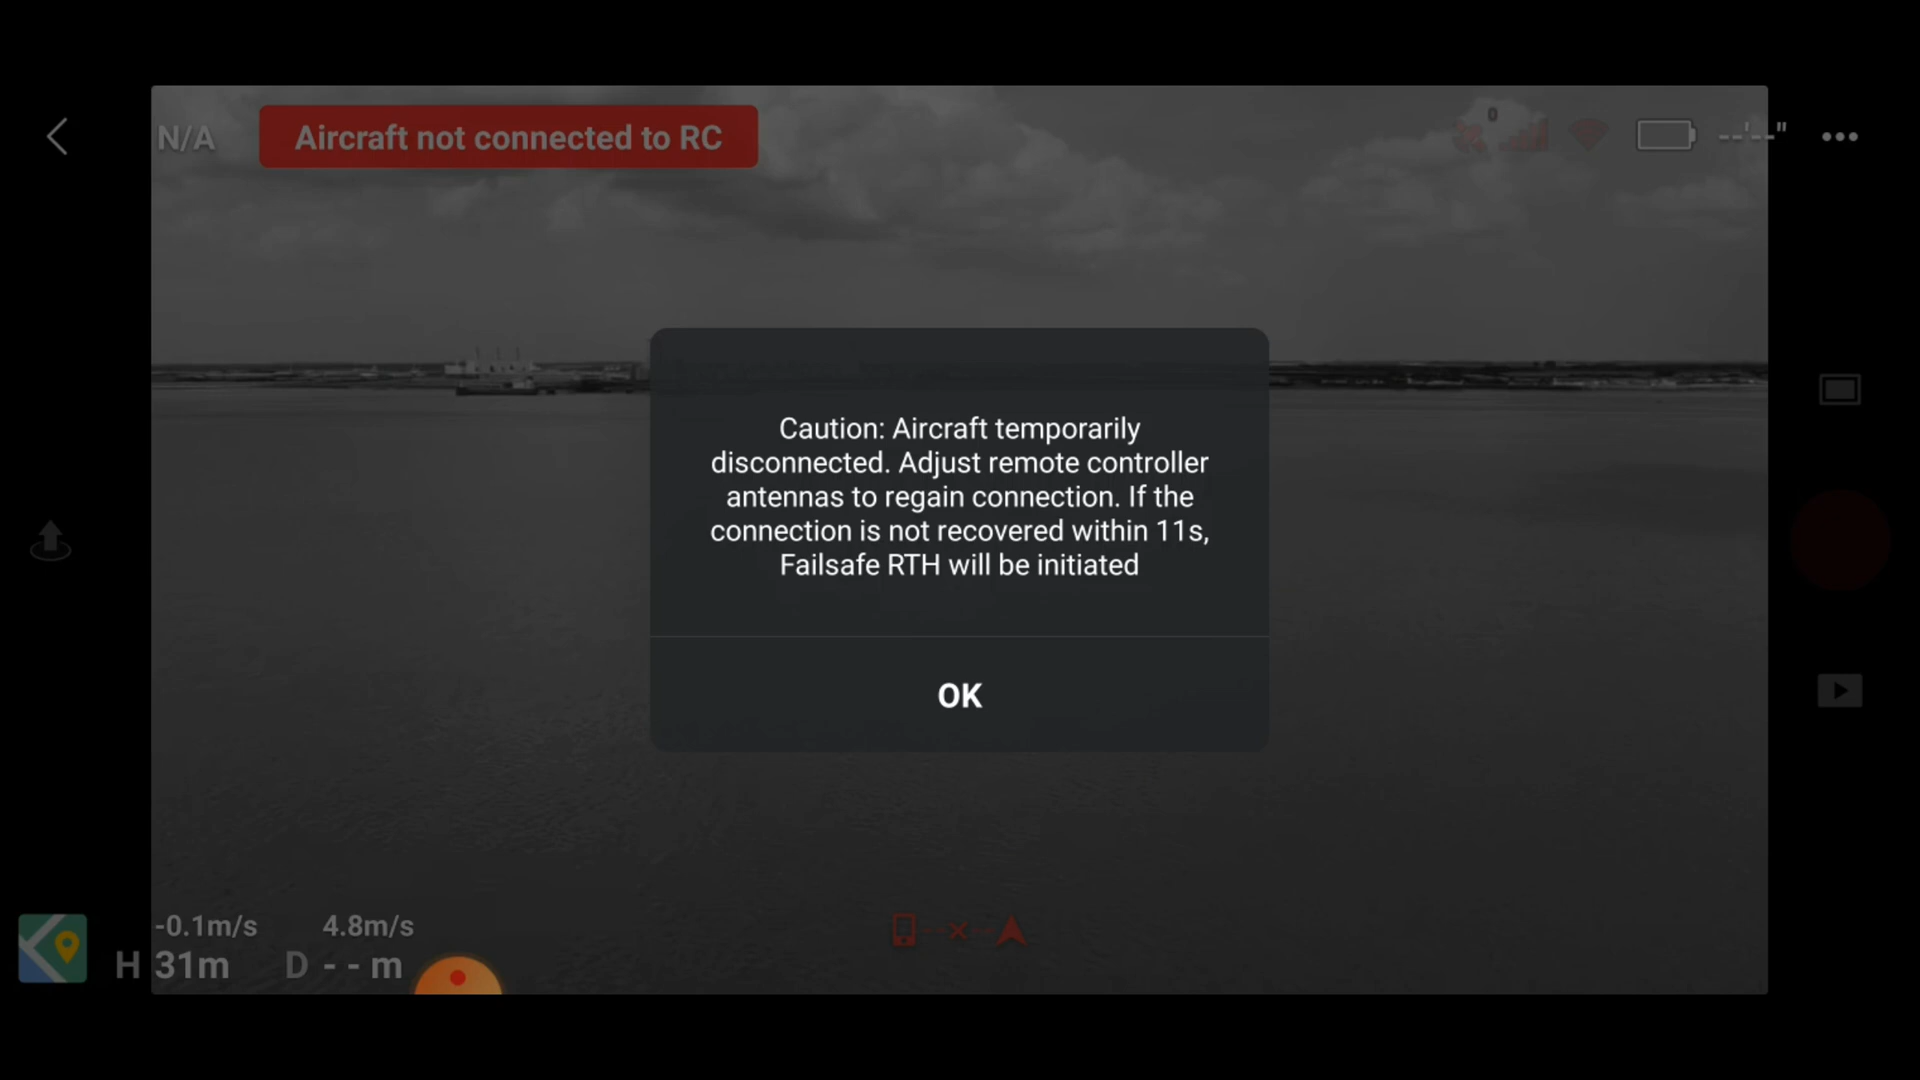 N/A
Aircraft not connected to RC
0
--'--"
Caution: Aircraft temporarily
disconnected. Adjust remote controller
antennas to regain connection. If the
connection is not recovered within 11s,
Failsafe RTH will be initiated
OK
-0.1m/s 4.8m/s
H 31m D - - m